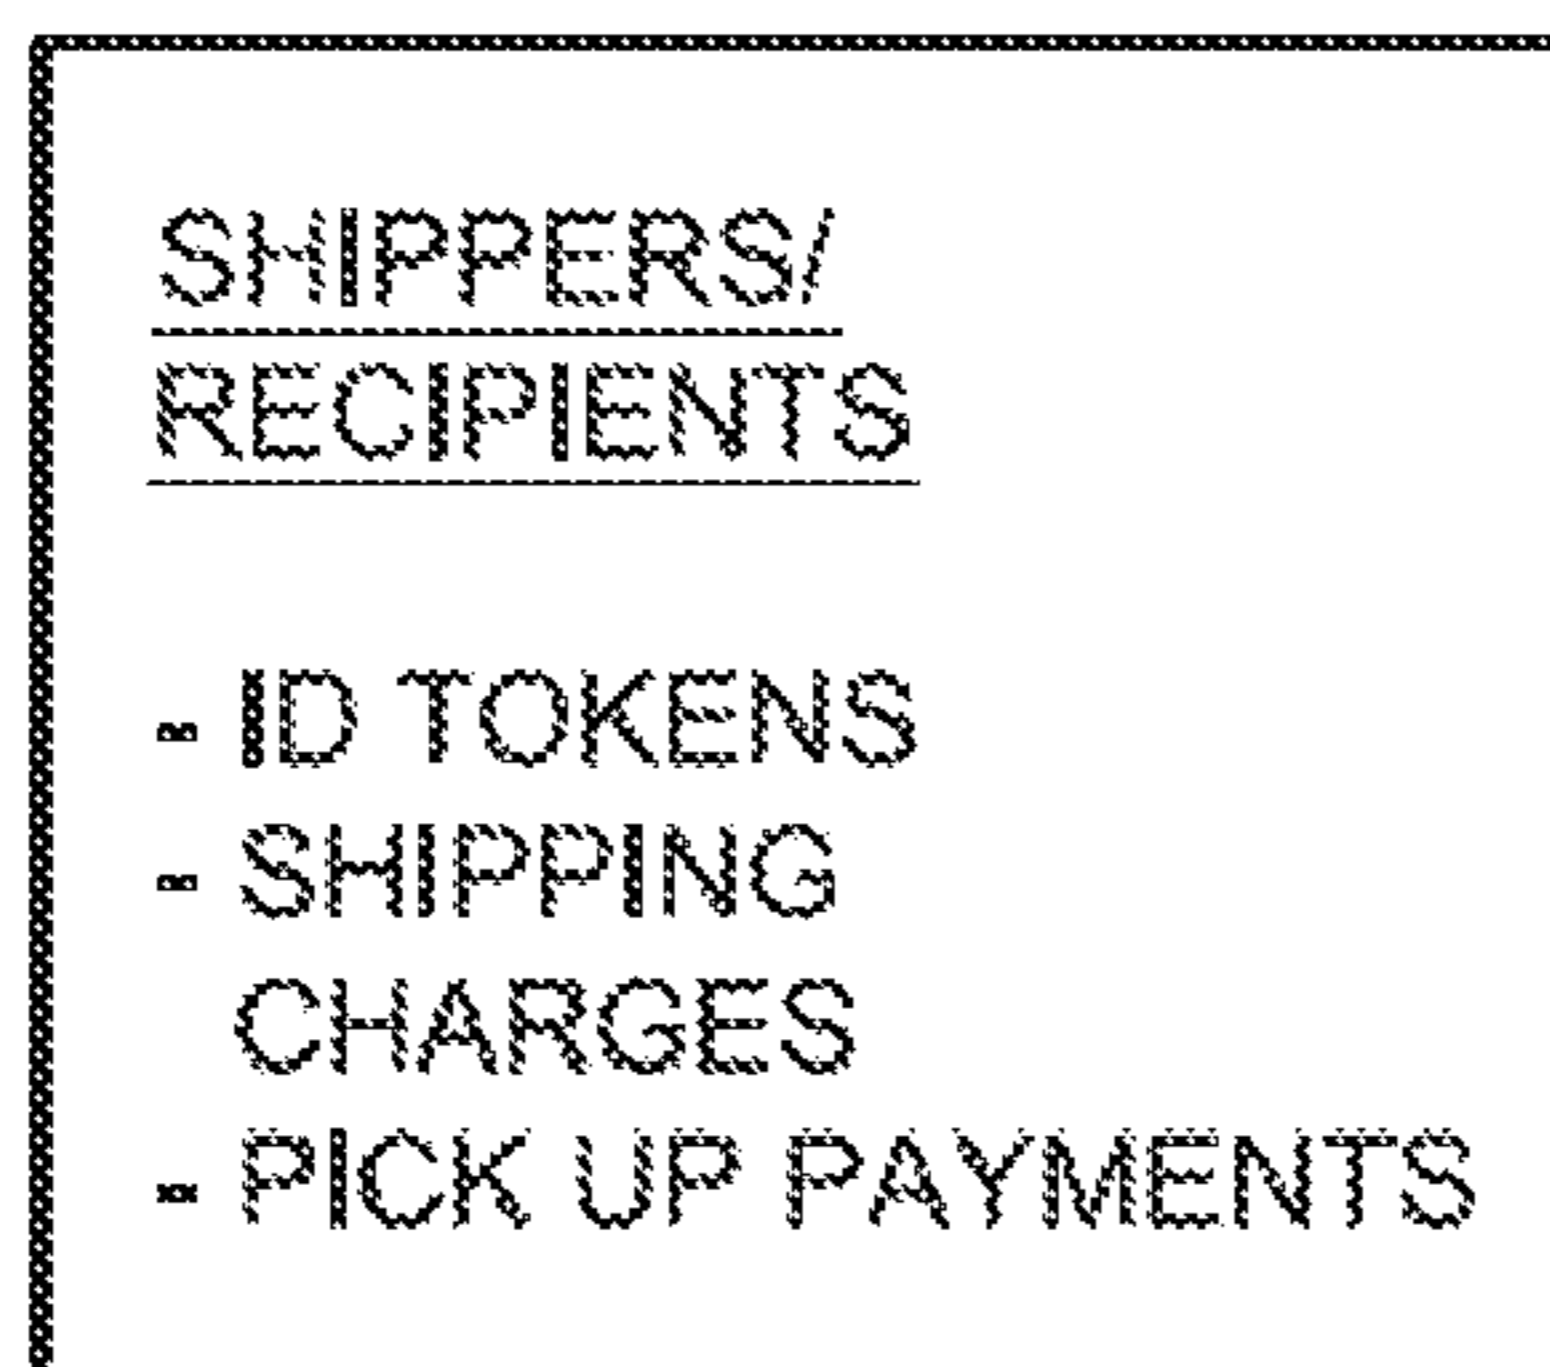 SHIPPERS/
RECIPIENTS
- ID TOKENS
- SHIPPING
CHARGES
- PICK UP PAYMENTS